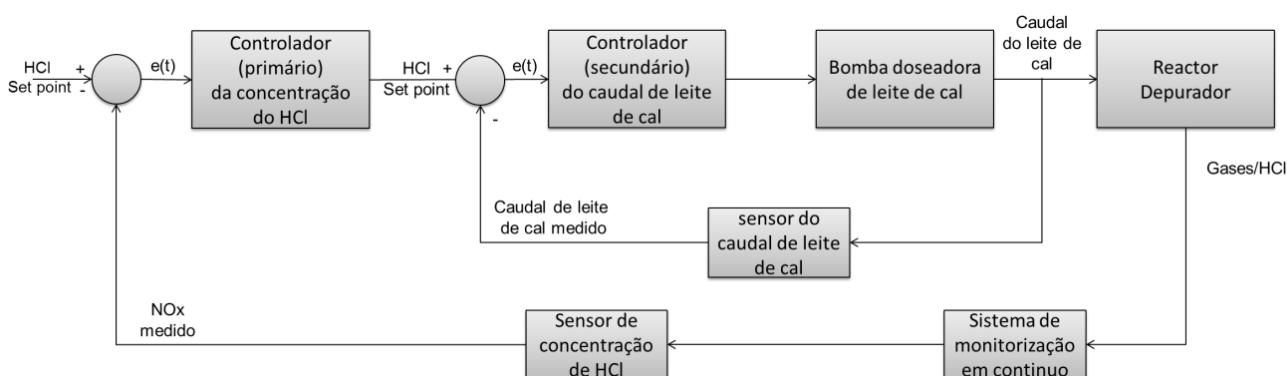 HCl
+
Set point
-
e(t)
Controlador
(primário)
da concentração
do HCl
HCl
+
Set point
-
e(t)
Controlador
(secundário)
do caudal de leite
de cal
Bomba doseadora
de leite de cal
Caudal
do leite de
cal
Reactor
Depurador
Gases/HCl
Caudal de leite
de cal medido
sensor do
caudal de leite
de cal
NOx
medido
Sensor de
concentração
de HCl
Sistema de
monitorização
em continuo